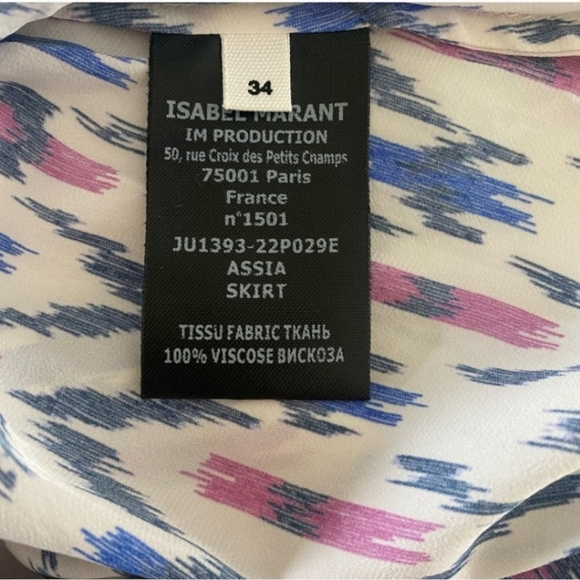 34
ISABEL MARANT
IM PRODUCTION
50, rue Croix des Petits Champs
75001 Paris
France
n°1501
JU1393-22P029E
ASSIA
SKIRT
TISSU FABRIC ТКАНЬ
100% VISCOSE ВИСКОЗА